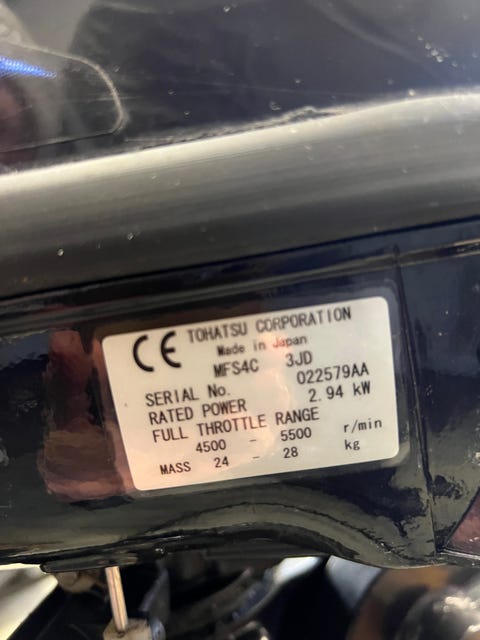 CE TOHATSU CORPORATION
Made in Japan
MFS4C 3JD
SERIAL No. 022579AA
RATED POWER 2.94 kW
FULL THROTTLE RANGE
4500 - 5500 r/min
MASS 24 - 28 kg